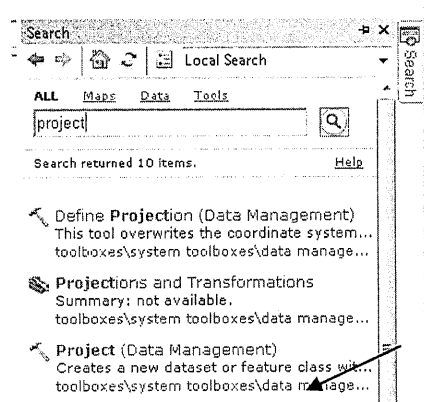 Search
Local Search
Search
ALL Maps Data Tools
project
Search returned 10 items. Help
Define Projection (Data Management)
This tool overwrites the coordinate system...
toolboxes\system toolboxes\data manage...
Projections and Transformations
Summary: not available.
toolboxes\system toolboxes\data manage...
Project (Data Management)
Creates a new dataset or feature class wit...
toolboxes\system toolboxes\data manage...